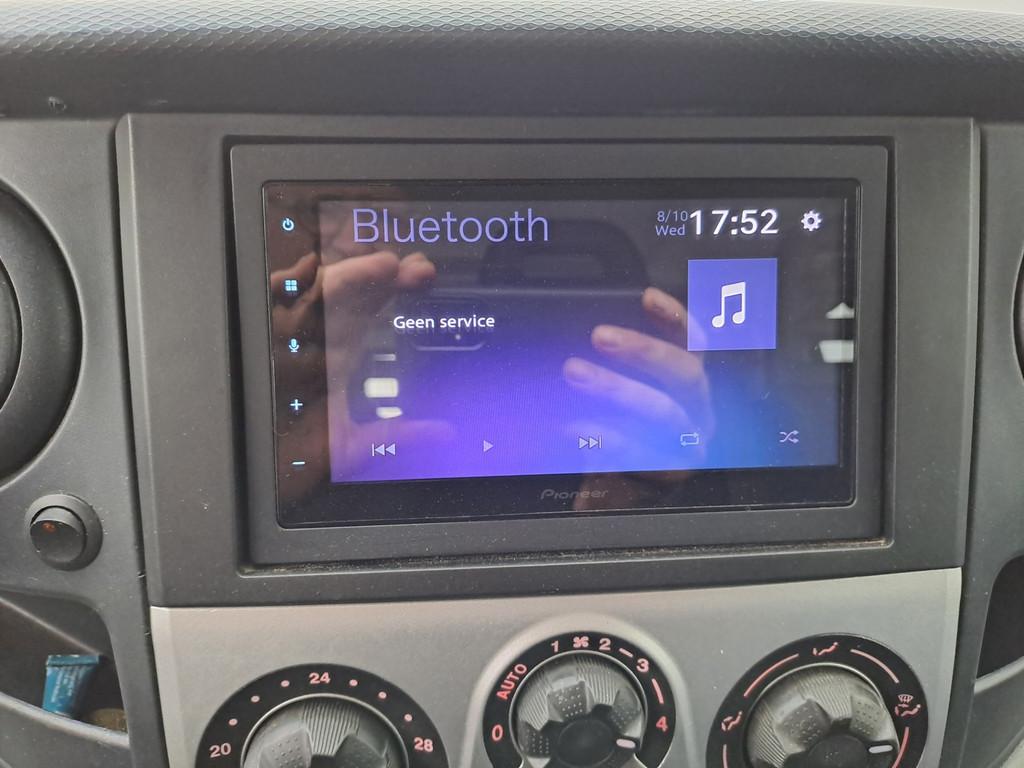 Bluetooth
8/10
Wed
17:52
Geen service
Pioneer
20
24
28
0
AUTO
1
2
3
4